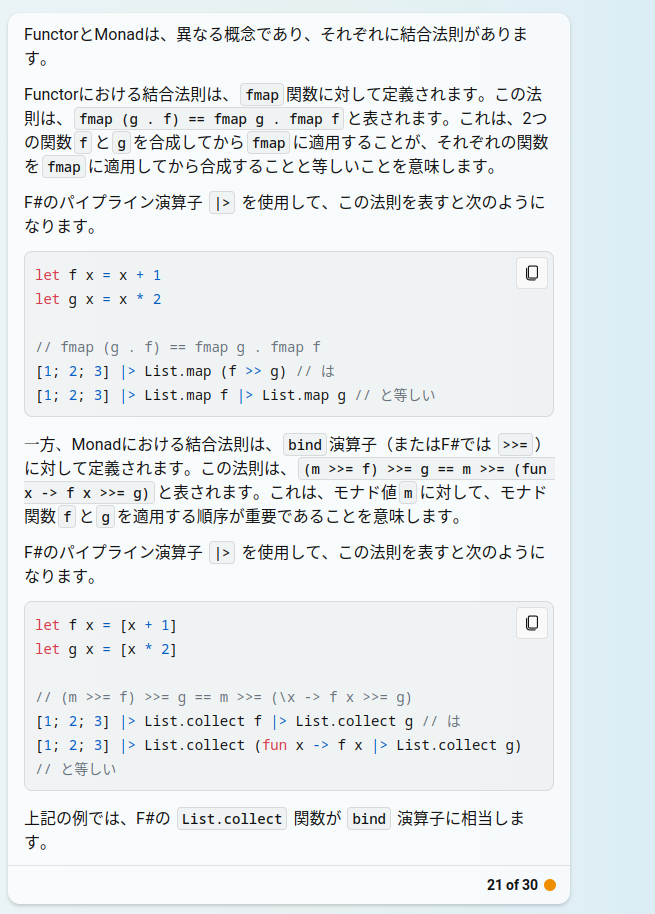 FunctorとMonadは、異なる概念であり、それぞれに結合法則がありま
す。
Functorにおける結合法則は、 fmap 関数に対して定義されます。この法
則は、 fmap (g . f) == fmap g . fmap f と表されます。これは、2つ
の関数 f と g を合成してから fmap に適用することが、それぞれの関数
を fmap に適用してから合成することと等しいことを意味します。
F#のパイプライン演算子 |> を使用して、この法則を表すと次のように
なります。
let f x = x + 1
let g x = x * 2
// fmap (g . f) == fmap g . fmap f
[1; 2; 3] |> List.map (f >> g) // は
[1; 2; 3] |> List.map f |> List.map g // と等しい
一方、Monadにおける結合法則は、 bind 演算子（またはF#では >>= ）
に対して定義されます。この法則は、 (m >>= f) >>= g == m >>= (fun
x -> f x >>= g) と表されます。これは、モナド値 m に対して、モナド
関数 f と g を適用する順序が重要であることを意味します。
F#のパイプライン演算子 |> を使用して、この法則を表すと次のように
なります。
let f x = [x + 1]
let g x = [x * 2]
// (m >>= f) >>= g == m >>= (\x -> f x >>= g)
[1; 2; 3] |> List.collect f |> List.collect g // は
[1; 2; 3] |> List.collect (fun x -> f x |> List.collect g)
// と等しい
上記の例では、F#の List.collect 関数が bind 演算子に相当しま
す。
21 of 30